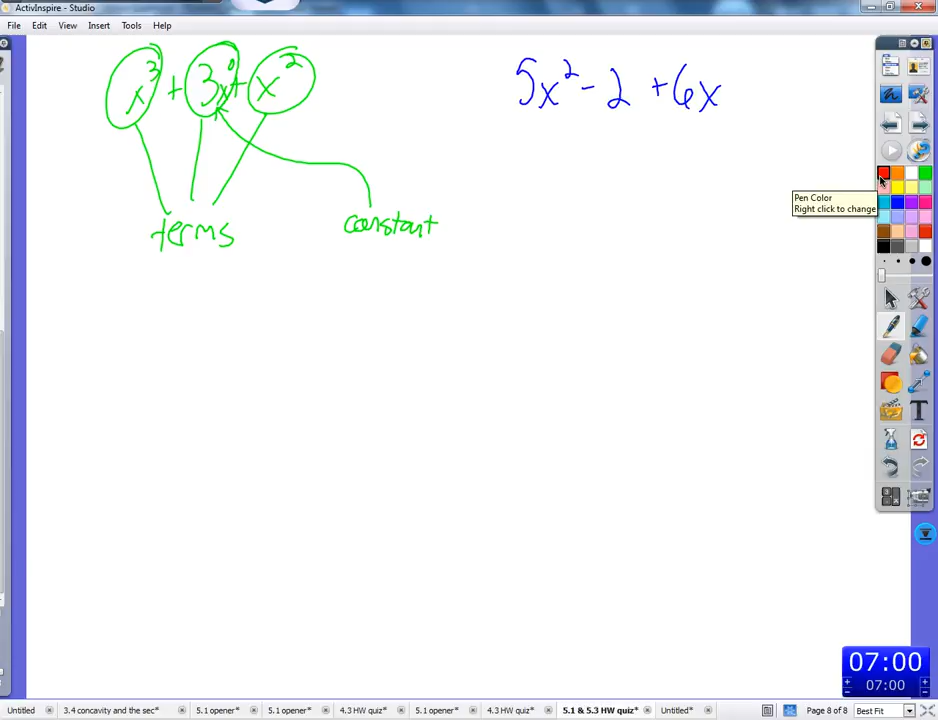 ActivInspire - Studio
File Edit View Insert Tools Help
x³ + 3x⁰ + x²
5x² - 2 + 6x
Pen Color
Right click to change
terms
constant
07:00
07:00
Untitled 3.4 concavity and the sec* 5.1 opener* 5.1 opener* 4.3 HW quiz* 5.1 opener* 4.3 HW quiz* 5.1 & 5.3 HW quiz* Untitled* Page 8 of 8 Best Fit